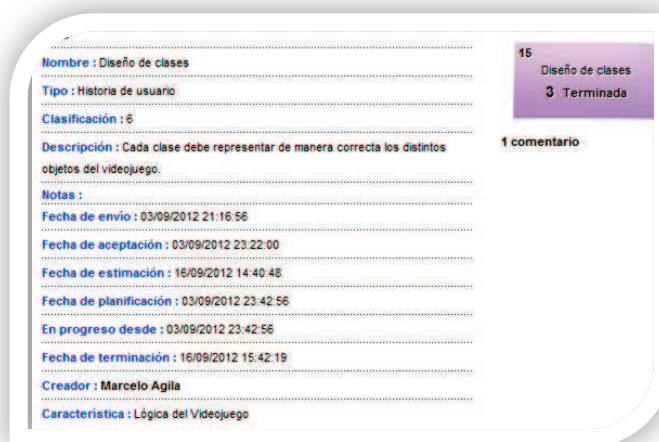 Nombre : Diseño de clases
Tipo : Historia de usuario
Clasificación : 6
Descripción : Cada clase debe representar de manera correcta los distintos
objetos del videojuego.
Notas :
Fecha de envío : 03/09/2012 21:16:56
Fecha de aceptación : 03/09/2012 23:22:00
Fecha de estimación : 16/09/2012 14:40:48
Fecha de planificación : 03/09/2012 23:42:56
En progreso desde : 03/09/2012 23:42:56
Fecha de terminación : 16/09/2012 15:42:19
Creador : Marcelo Agila
Característica : Lógica del Videojuego
15
Diseño de clases
3 Terminada
1 comentario